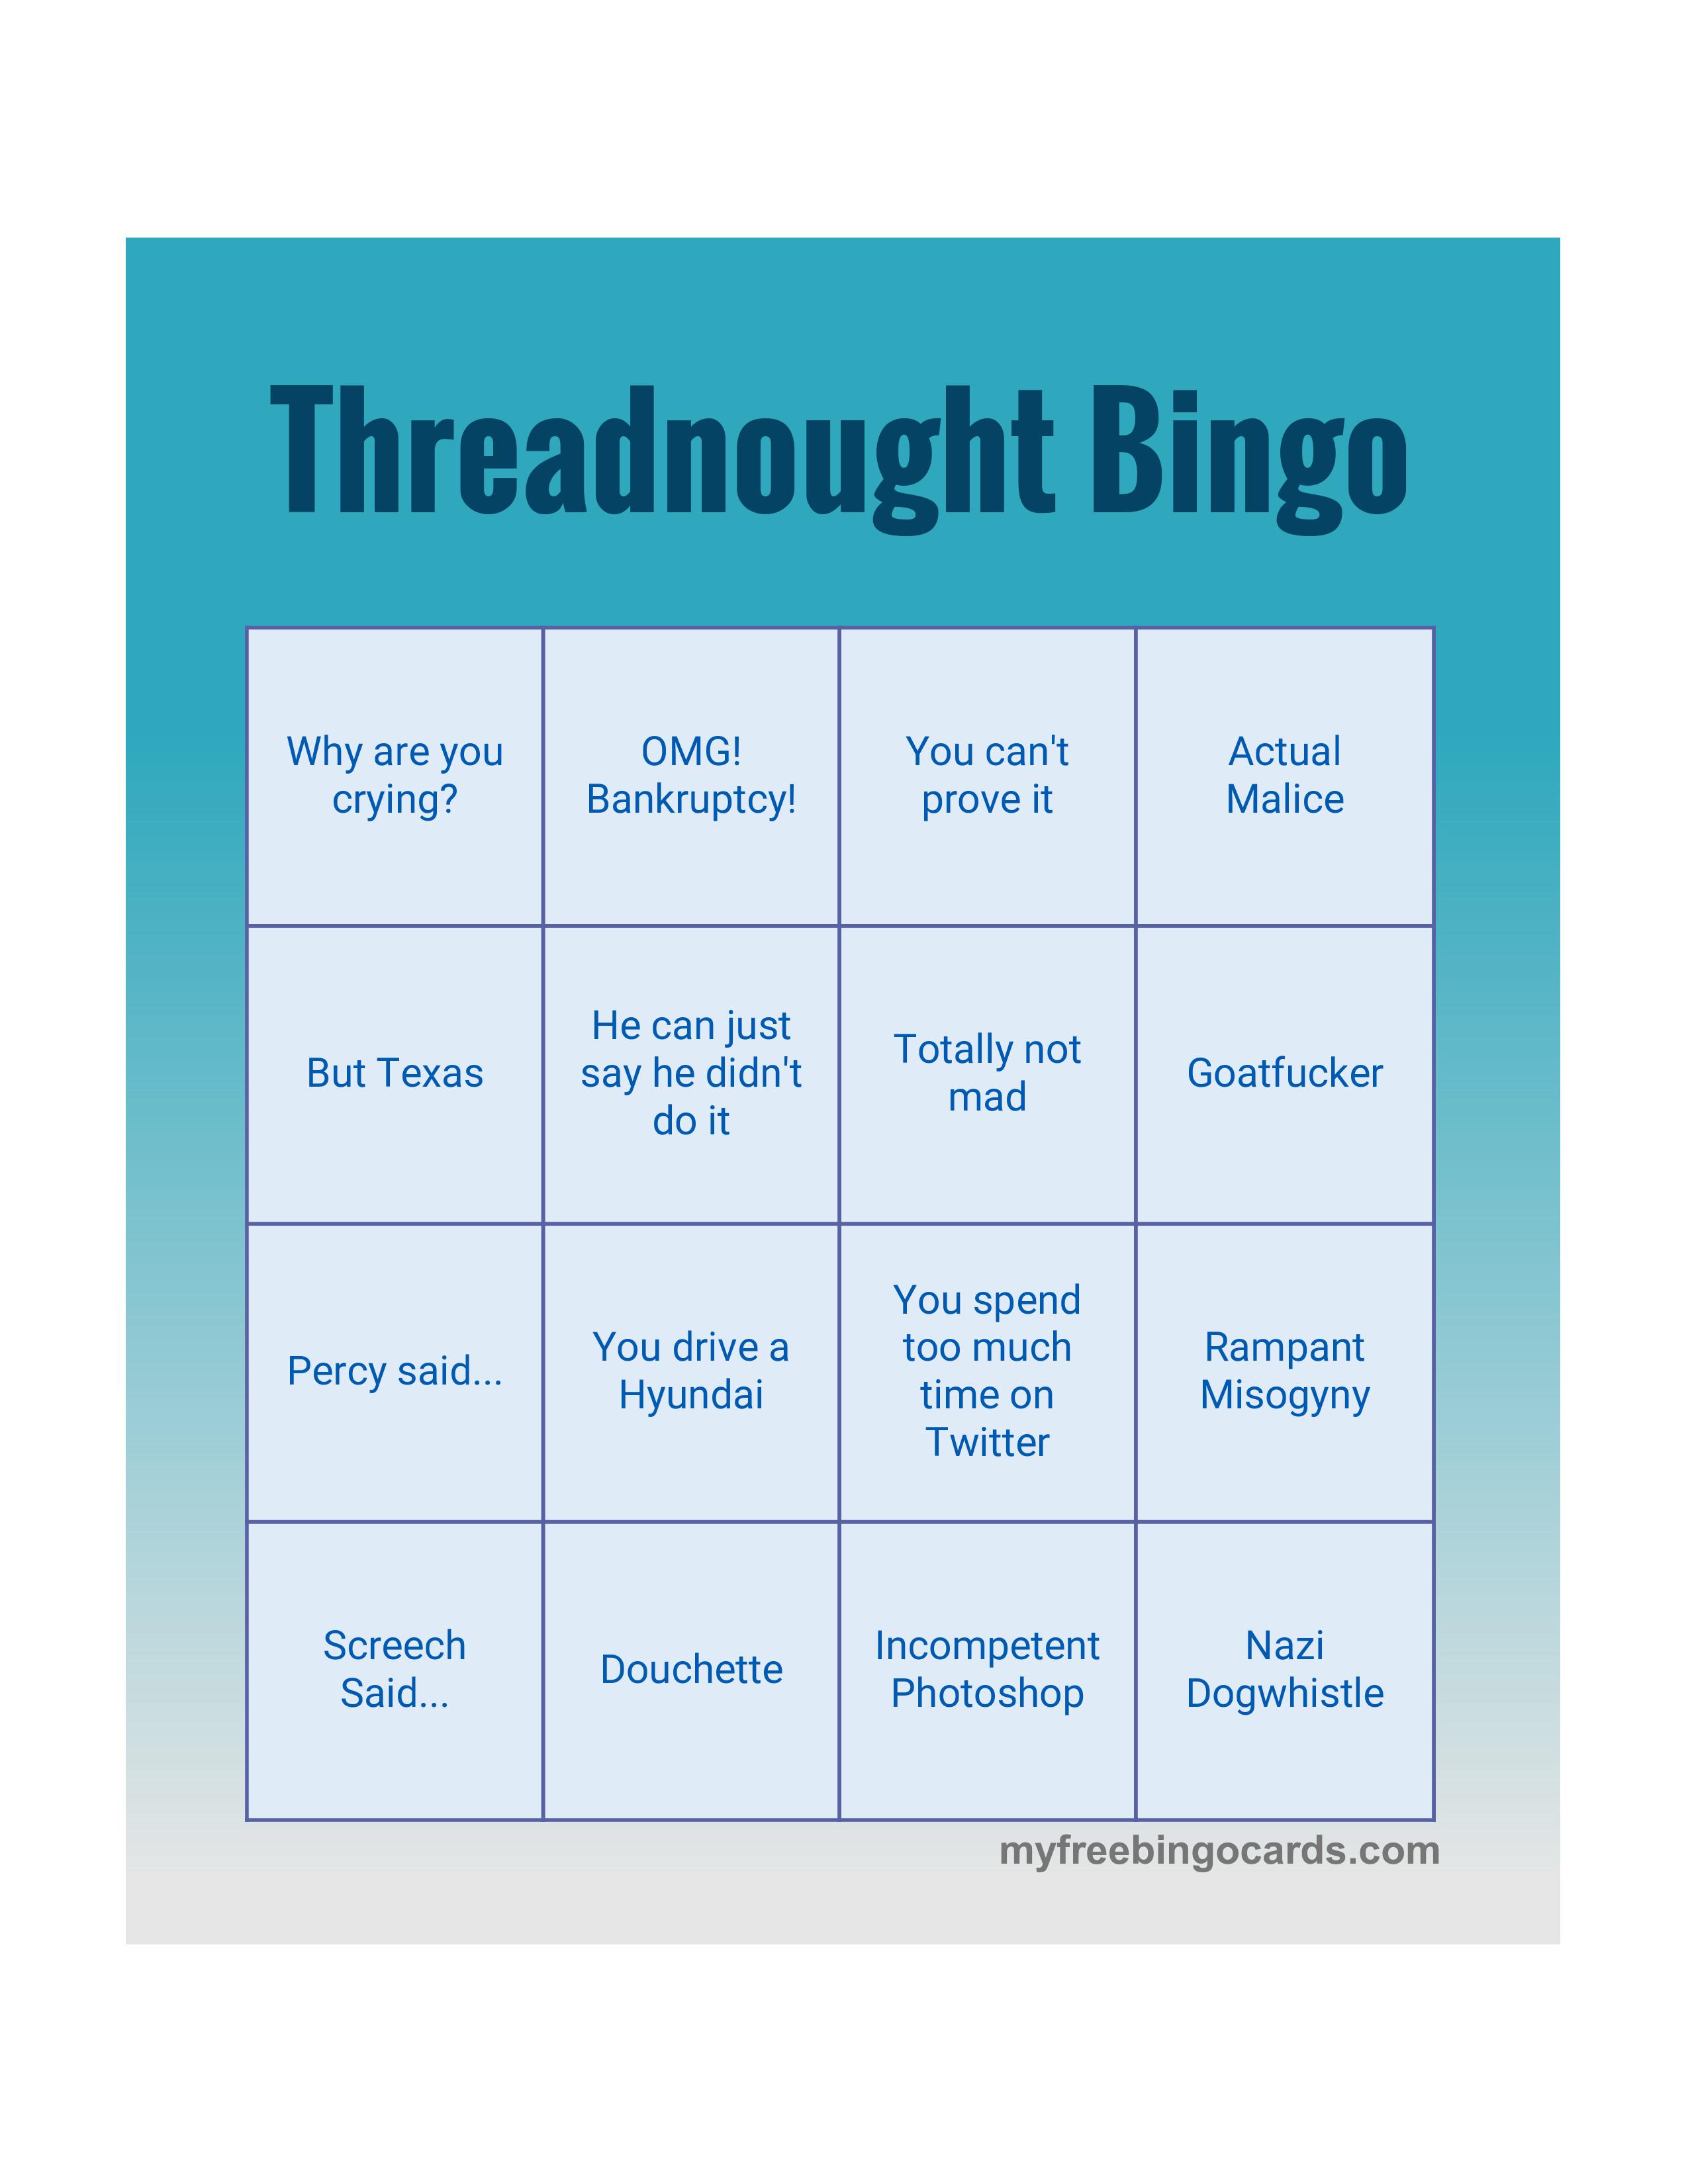 Threadnought Bingo
Why are you
crying?
OMG!
Bankruptcy!
You can't
prove it
Actual
Malice
But Texas
He can just
say he didn't
do it
Totally not
mad
Goatfucker
Percy said...
You drive a
Hyundai
You spend
too much
time on
Twitter
Rampant
Misogyny
Screech
Said...
Douchette
Incompetent
Photoshop
Nazi
Dogwhistle
myfreebingocards.com